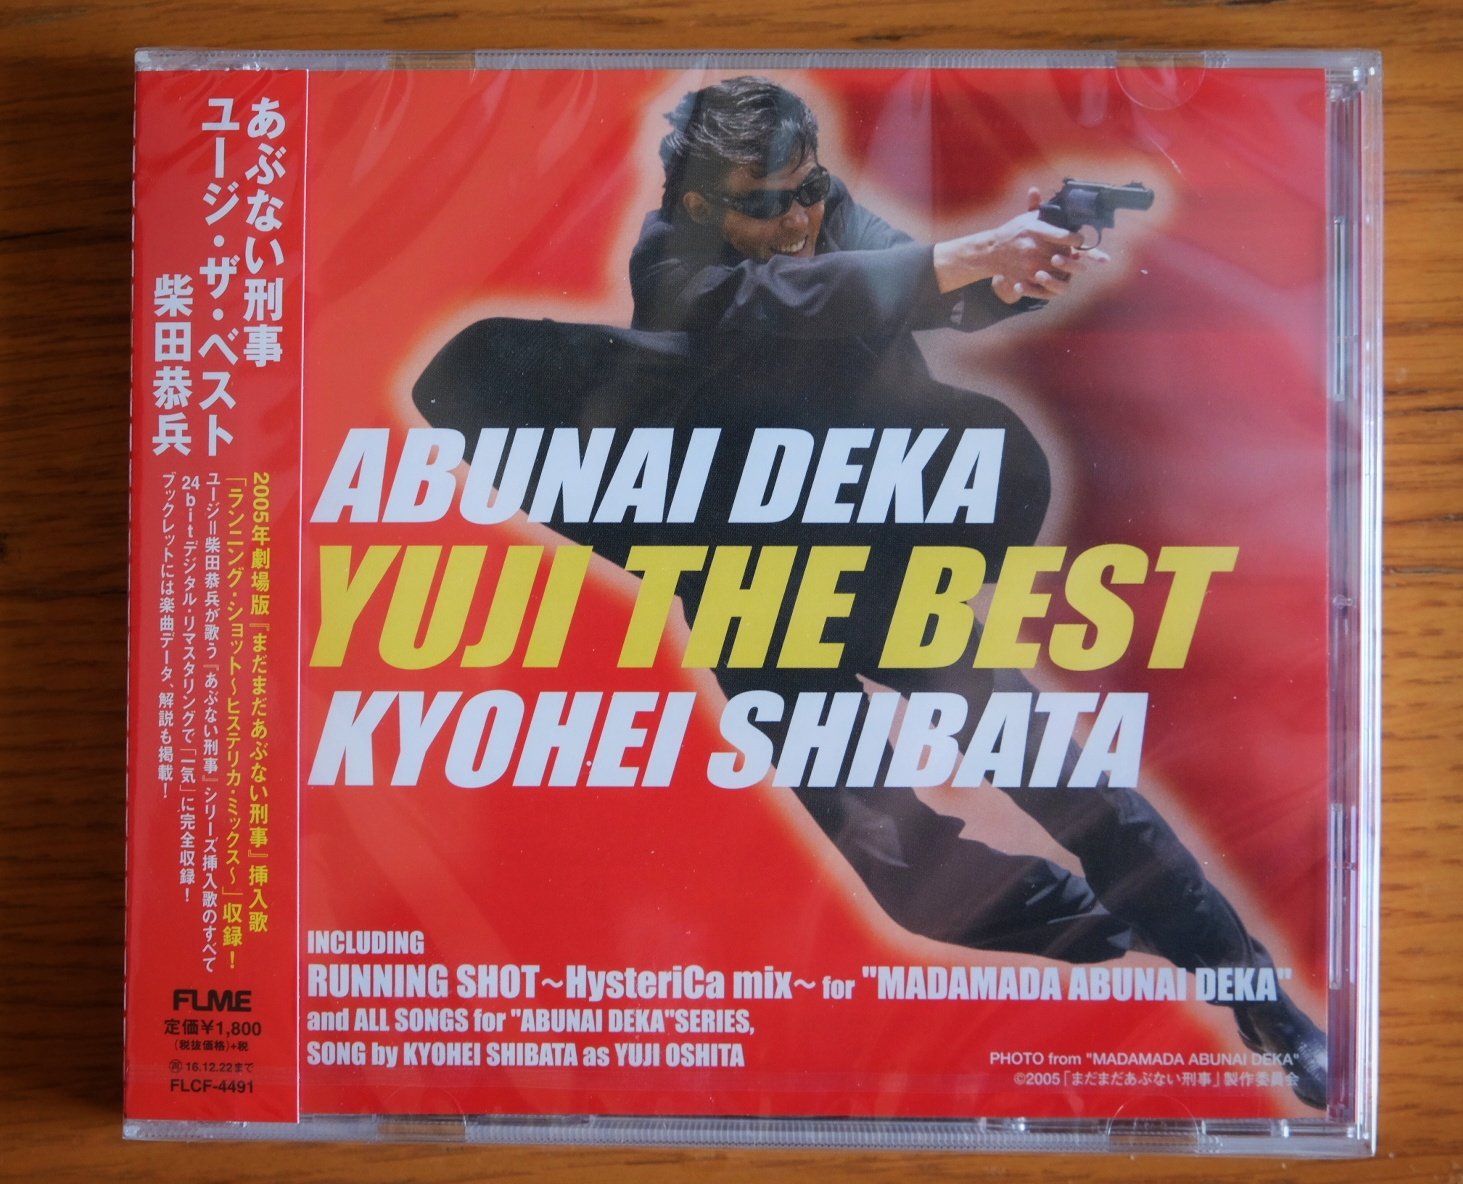 あぶない刑事
ユージ・ザ・ベスト
柴田恭兵
2005年劇場版『まだまだあぶない刑事』挿入歌
「ランニング・ショット～ヒステリカ・ミックス～」収録！
ユージ＝柴田恭兵が歌う『あぶない刑事』シリーズ挿入歌のすべて
24bitデジタル・リマスタリングで「一気」に完全収録！
ブックレットには楽曲データ、解説も掲載！
FLME
定価¥1,800
(税抜価格)+税
㋐16.12.22まで
FLCF-4491
ABUNAI DEKA
YUJI THE BEST
KYOHEI SHIBATA
INCLUDING
RUNNING SHOT～HysteriCa mix～ for "MADAMADA ABUNAI DEKA"
and ALL SONGS for "ABUNAI DEKA"SERIES,
SONG by KYOHEI SHIBATA as YUJI OSHITA
PHOTO from "MADAMADA ABUNAI DEKA"
©2005「まだまだあぶない刑事」製作委員会